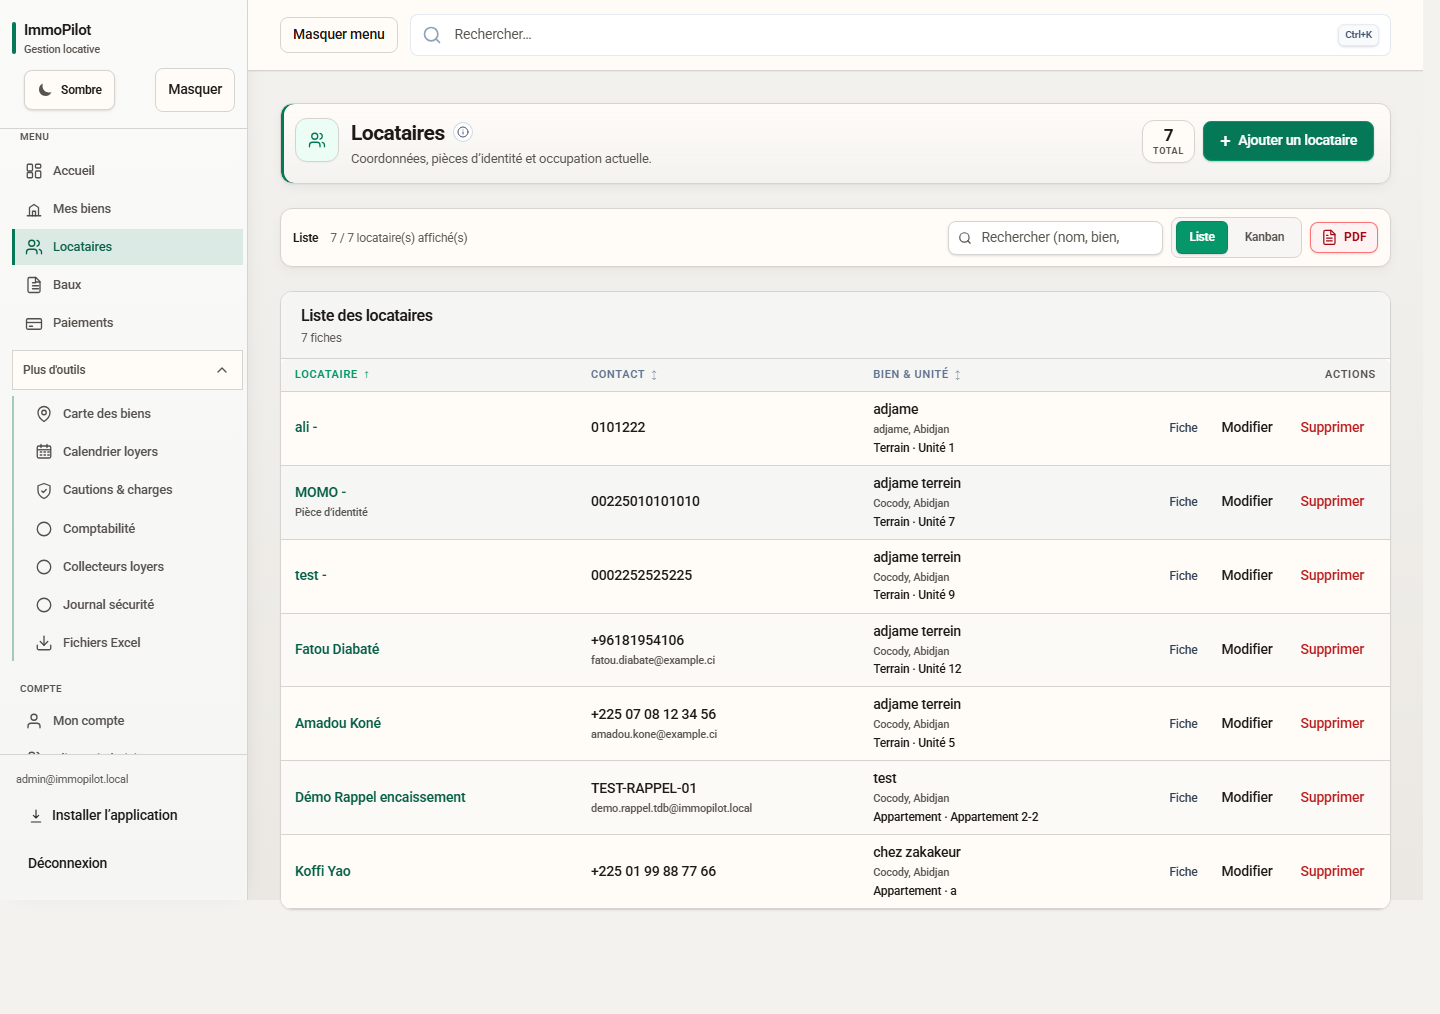 ImmoPilot
Gestion locative
Sombre
Masquer
MENU
Accueil
Mes biens
Locataires
Baux
Paiements
Plus d'outils
Carte des biens
Calendrier loyers
Cautions & charges
Comptabilité
Collecteurs loyers
Journal sécurité
Fichiers Excel
COMPTE
Mon compte
admin@immopilot.local
Installer l’application
Déconnexion
Masquer menu
Rechercher...
Ctrl+K
Locataires
Coordonnées, pièces d’identité et occupation actuelle.
7
TOTAL
+ Ajouter un locataire
Liste 7 / 7 locataire(s) affiché(s)
Rechercher (nom, bien,
Liste
Kanban
PDF
Liste des locataires
7 fiches
LOCATAIRE ↑ CONTACT ↕ BIEN & UNITÉ ↕ ACTIONS
ali -
0101222
adjame
adjame, Abidjan
Terrain · Unité 1
Fiche Modifier Supprimer
MOMO -
Pièce d'identité
00225010101010
adjame terrein
Cocody, Abidjan
Terrain · Unité 7
Fiche Modifier Supprimer
test -
0002252525225
adjame terrein
Cocody, Abidjan
Terrain · Unité 9
Fiche Modifier Supprimer
Fatou Diabaté
+96181954106
fatou.diabate@example.ci
adjame terrein
Cocody, Abidjan
Terrain · Unité 12
Fiche Modifier Supprimer
Amadou Koné
+225 07 08 12 34 56
amadou.kone@example.ci
adjame terrein
Cocody, Abidjan
Terrain · Unité 5
Fiche Modifier Supprimer
Démo Rappel encaissement
TEST-RAPPEL-01
demo.rappel.tdb@immopilot.local
test
Cocody, Abidjan
Appartement · Appartement 2-2
Fiche Modifier Supprimer
Koffi Yao
+225 01 99 88 77 66
chez zakakeur
Cocody, Abidjan
Appartement · a
Fiche Modifier Supprimer